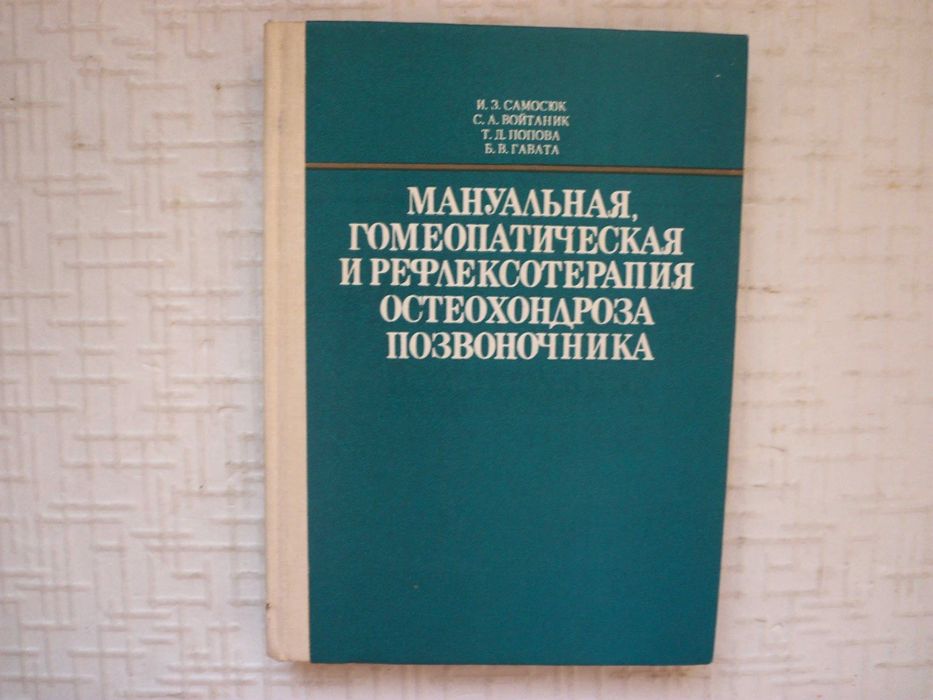 И. З. САМОСЮК
С. А. ВОЙТАНИК
Т. Д. ПОПОВА
Б. В. ГАВАТА
МАНУАЛЬНАЯ,
ГОМЕОПАТИЧЕСКАЯ
И РЕФЛЕКСОТЕРАПИЯ
ОСТЕОХОНДРОЗА
ПОЗВОНОЧНИКА